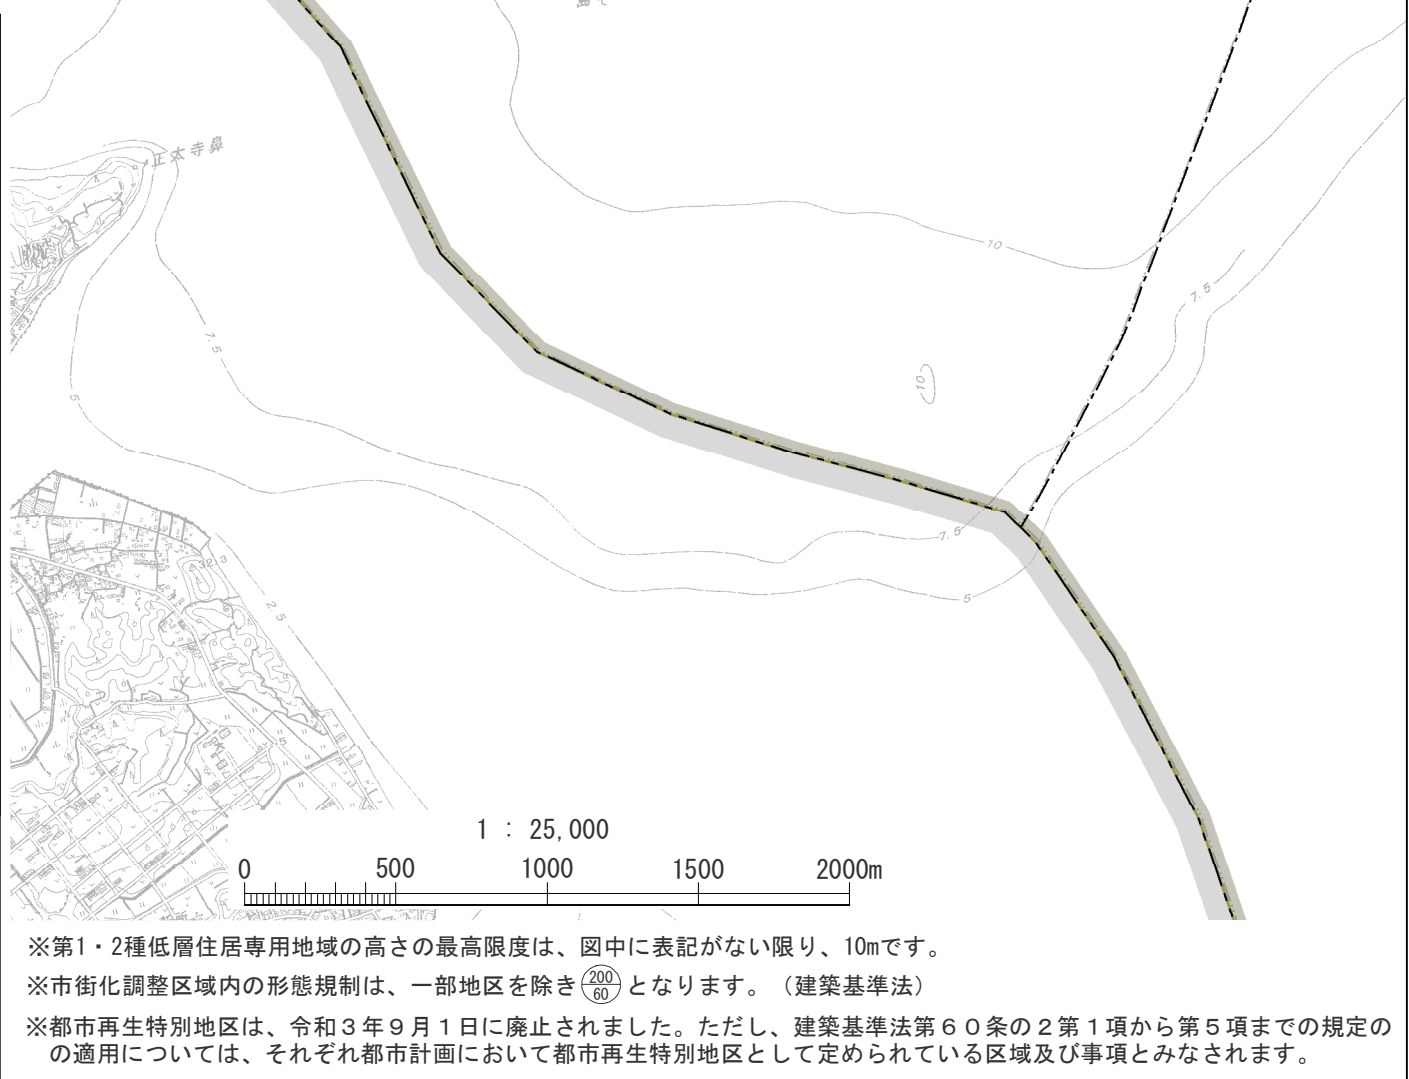 正太寺鼻
10
7.5
10
7.5
5
7.5
32.3
5
2.5
5
1 : 25,000
0 500 1000 1500 2000m
※第1・2種低層住居専用地域の高さの最高限度は、図中に表記がない限り、10mです。
※市街化調整区域内の形態規制は、一部地区を除き200/60となります。（建築基準法）
※都市再生特別地区は、令和３年９月１日に廃止されました。ただし、建築基準法第６０条の２第１項から第５項までの規定の
の適用については、それぞれ都市計画において都市再生特別地区として定められている区域及び事項とみなされます。